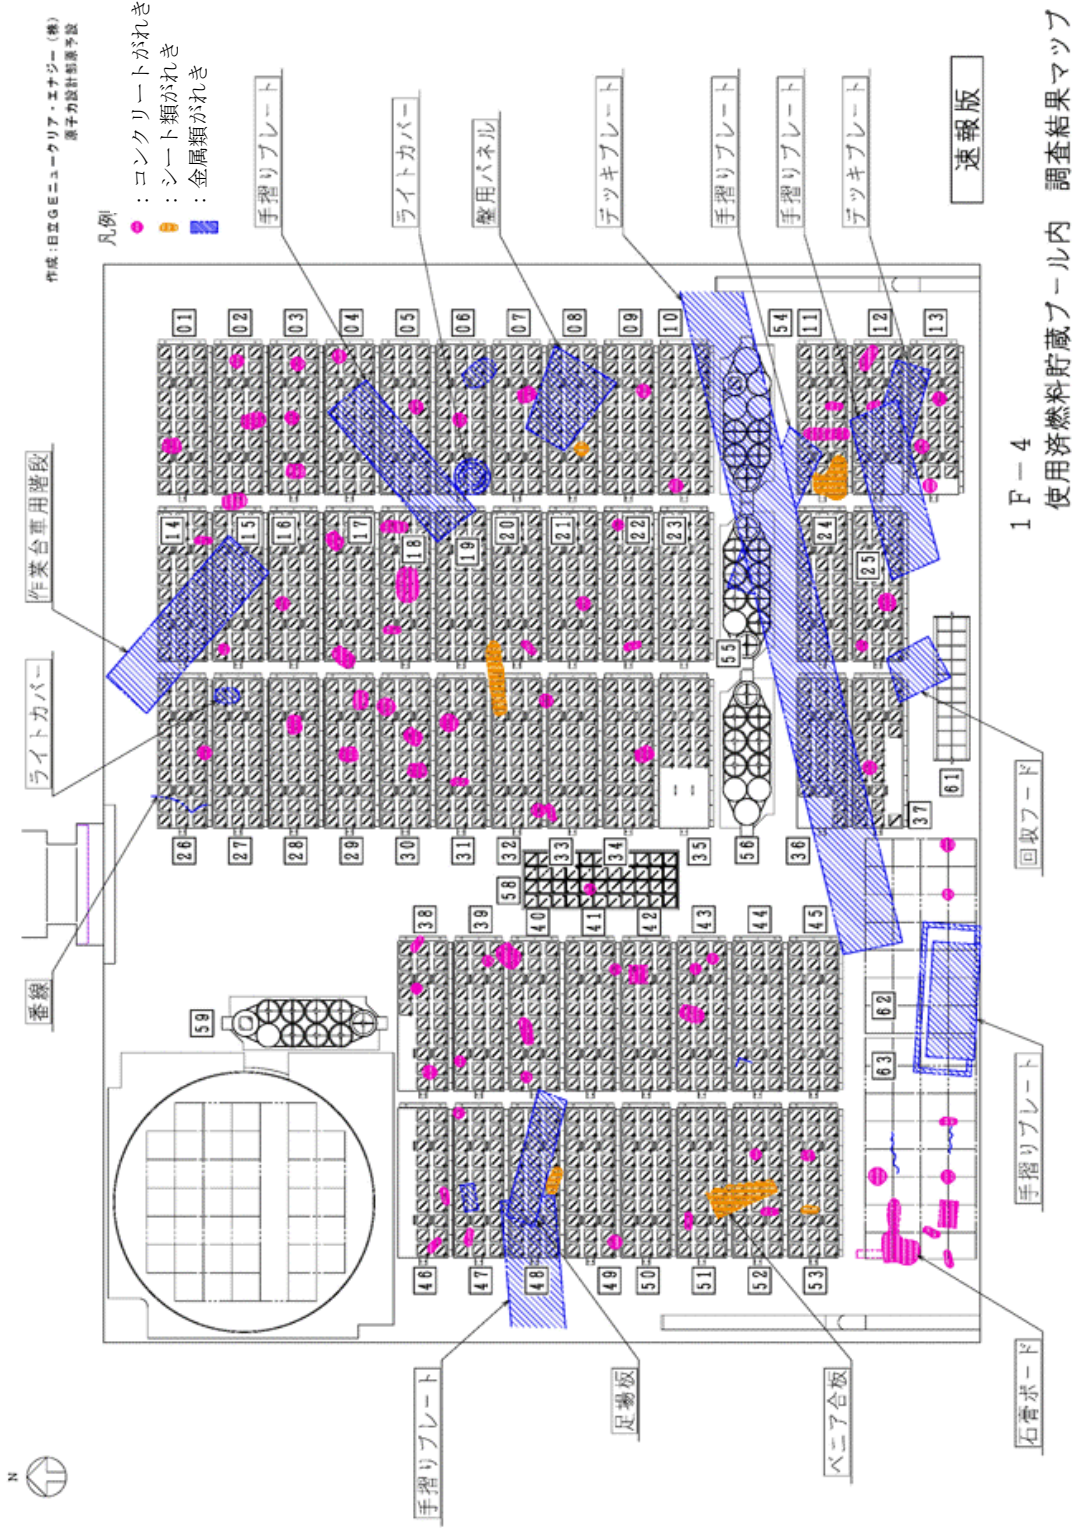 作成:日立GEニュークリア・エナジー(株)
原子力設計部原予設
凡例
:コンクリートがれき
:シート類がれき
:金属類がれき
番線
ライトカバー
作業台車用階段
手摺りプレート
ライトカバー
盤用パネル
デッキプレート
手摺りプレート
手摺りプレート
デッキプレート
速報版
01
02
03
04
05
06
07
08
09
10
54
11
12
13
14
15
16
17
18
19
20
21
22
23
55
24
25
26
27
28
29
30
31
32
33
34
35
56
36
37
61
58
59
38
39
40
41
42
43
44
45
62
63
46
47
48
49
50
51
52
53
手摺りプレート
足場板
ベニア合板
石膏ボード
手摺りプレート
回収フード
N
1F-4
使用済燃料貯蔵プール内 調査結果マップ